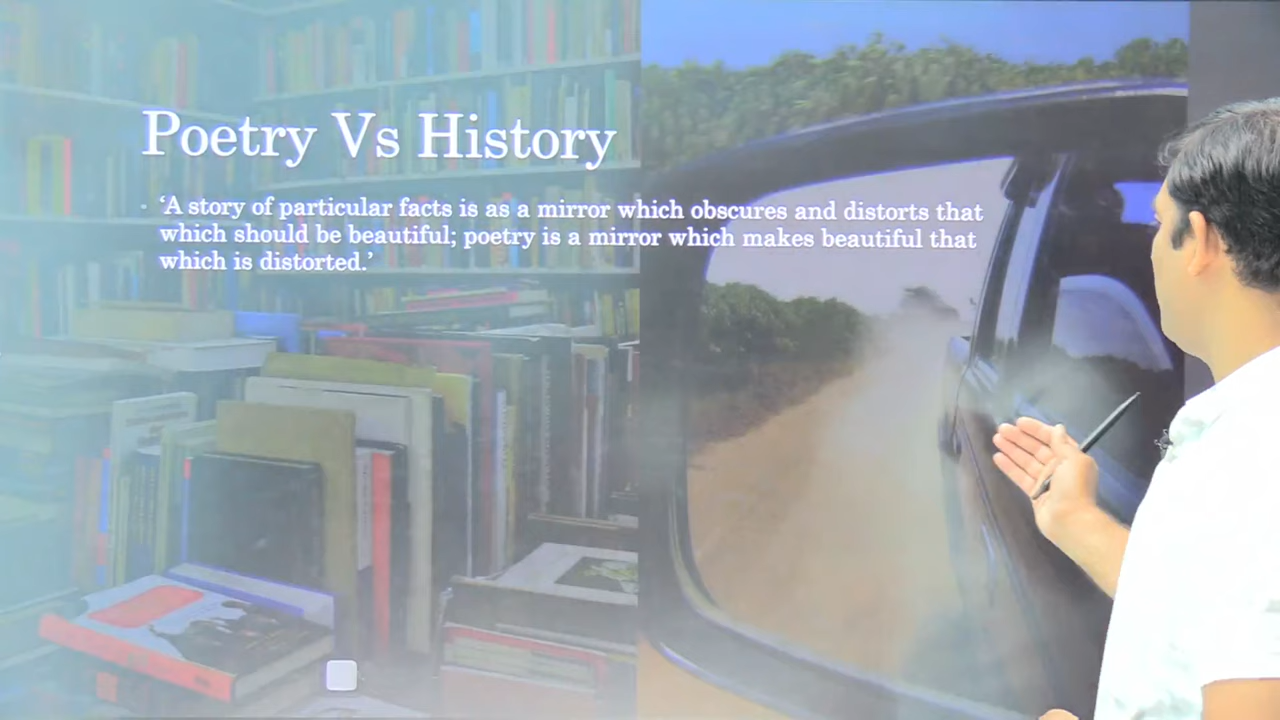 Poetry Vs History
‘A story of particular facts is as a mirror which obscures and distorts that
which should be beautiful; poetry is a mirror which makes beautiful that
which is distorted.’